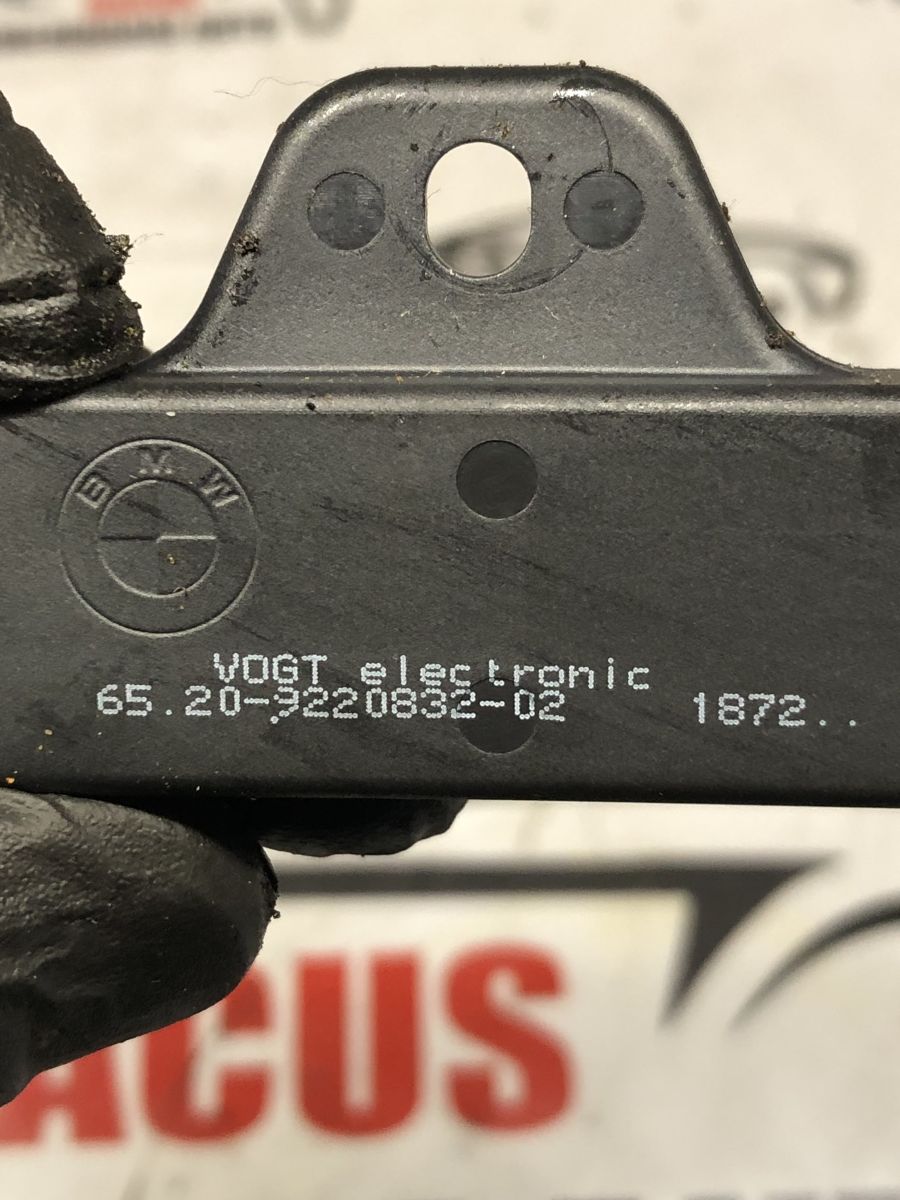 BMW
VOGT electronic
65.20-9220832-02 1872..
ACUS